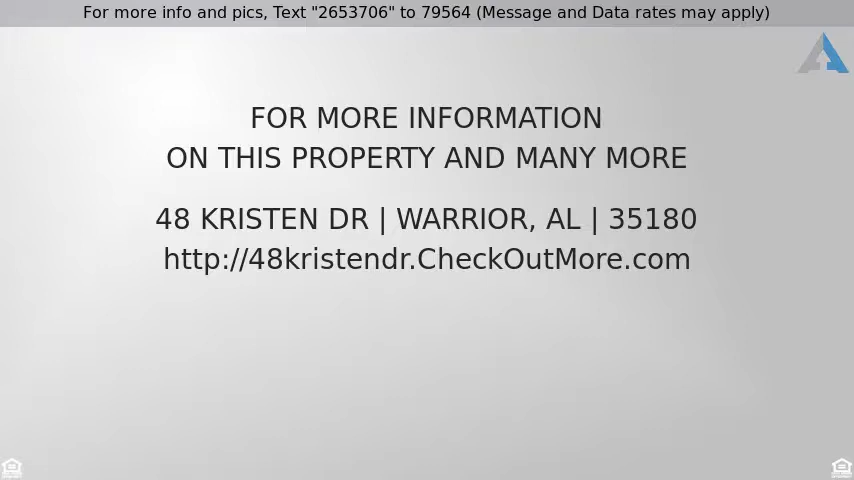 For more info and pics, Text "2653706" to 79564 (Message and Data rates may apply)
FOR MORE INFORMATION
ON THIS PROPERTY AND MANY MORE
48 KRISTEN DR | WARRIOR, AL | 35180
http://48kristendr.CheckOutMore.com